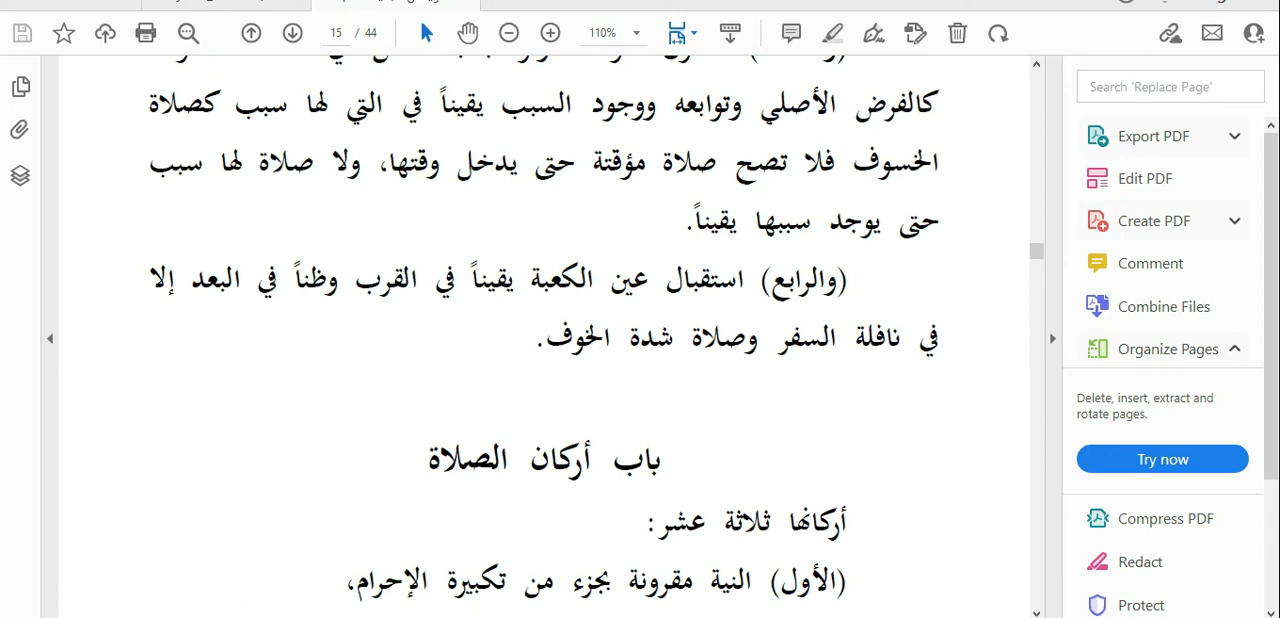 15 / 44
110%
كالفرض الأصلي وتوابعه ووجود السبب يقيناً في التي لها سبب كصلاة
الخسوف فلا تصح صلاة مؤقتة حتى يدخل وقتها، ولا صلاة لها سبب
حتى يوجد سببها يقيناً.
(والرابع) استقبال عين الكعبة يقيناً في القرب وظناً في البعد إلا
في نافلة السفر وصلاة شدة الخوف.
باب أركان الصلاة
أركانها ثلاثة عشر:
(الأول) النية مقرونة بجزء من تكبيرة الإحرام،
Search 'Replace Page'
Export PDF
Edit PDF
Create PDF
Comment
Combine Files
Organize Pages
Delete, insert, extract and
rotate pages.
Try now
Compress PDF
Redact
Protect